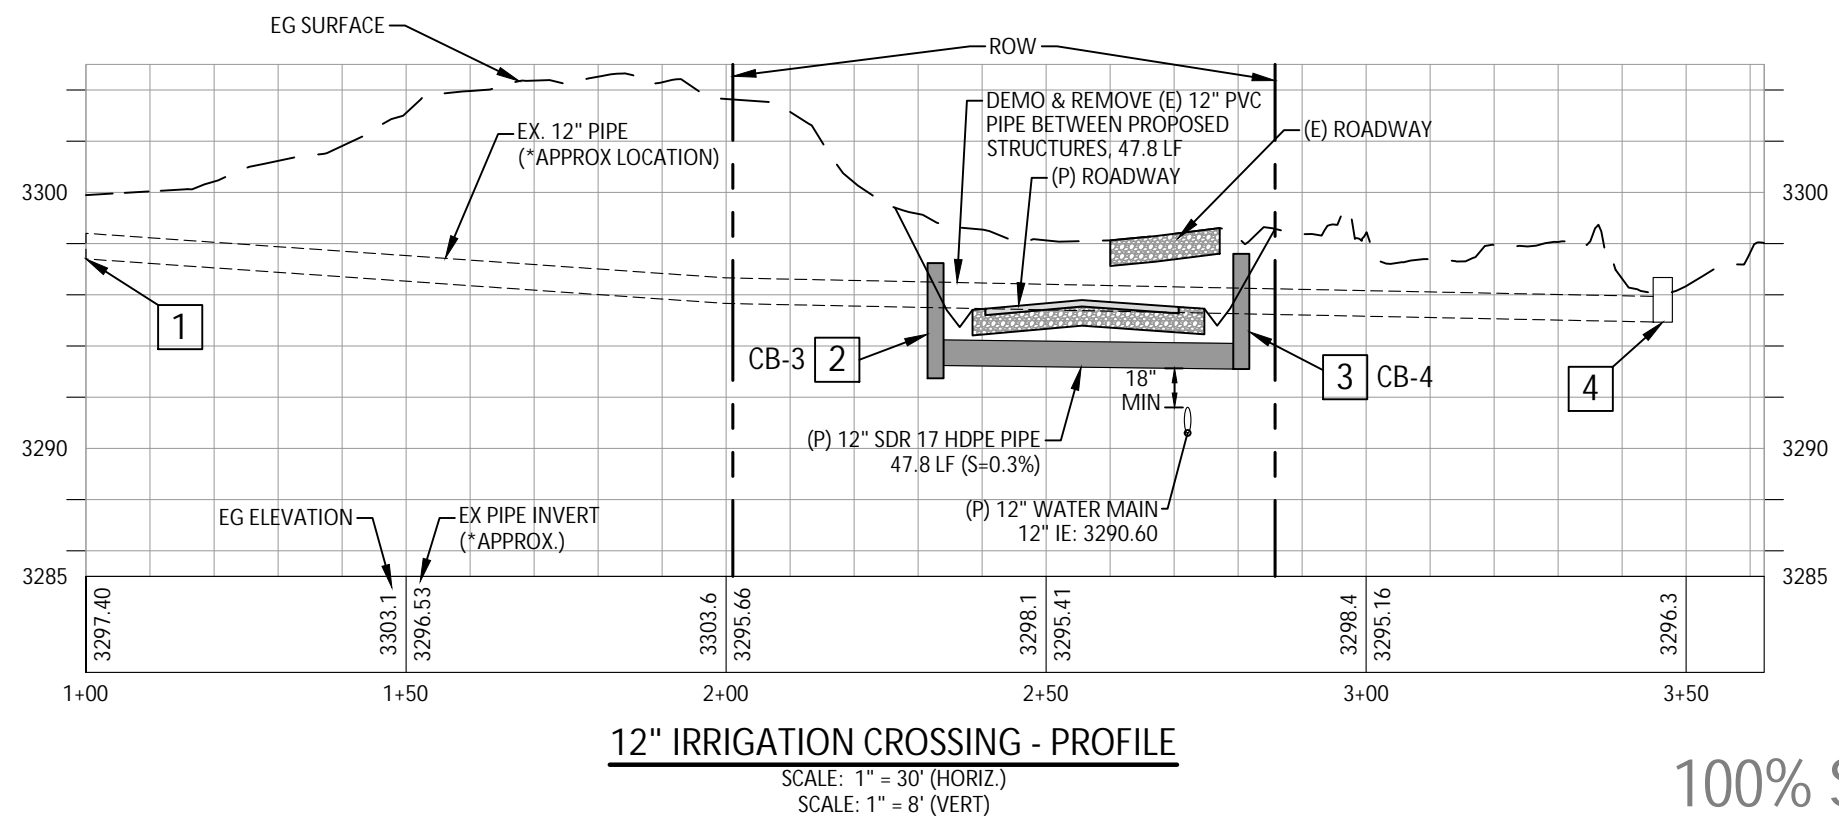 EG SURFACE
ROW
DEMO & REMOVE (E) 12" PVC
PIPE BETWEEN PROPOSED
STRUCTURES, 47.8 LF
EX. 12" PIPE
(*APPROX LOCATION)
(E) ROADWAY
(P) ROADWAY
3300
3300
1
CB-3
2
3
CB-4
4
18"
MIN
(P) 12" SDR 17 HDPE PIPE
47.8 LF (S=0.3%)
3290
3290
(P) 12" WATER MAIN
12" IE: 3290.60
EG ELEVATION
EX PIPE INVERT
(*APPROX.)
3285
3285
3297.40
3303.1
3296.53
3303.6
3295.66
3298.1
3295.41
3298.4
3295.16
3296.3
1+00
1+50
2+00
2+50
3+00
3+50
12" IRRIGATION CROSSING - PROFILE
SCALE: 1" = 30' (HORIZ.)
SCALE: 1" = 8' (VERT)
100% S